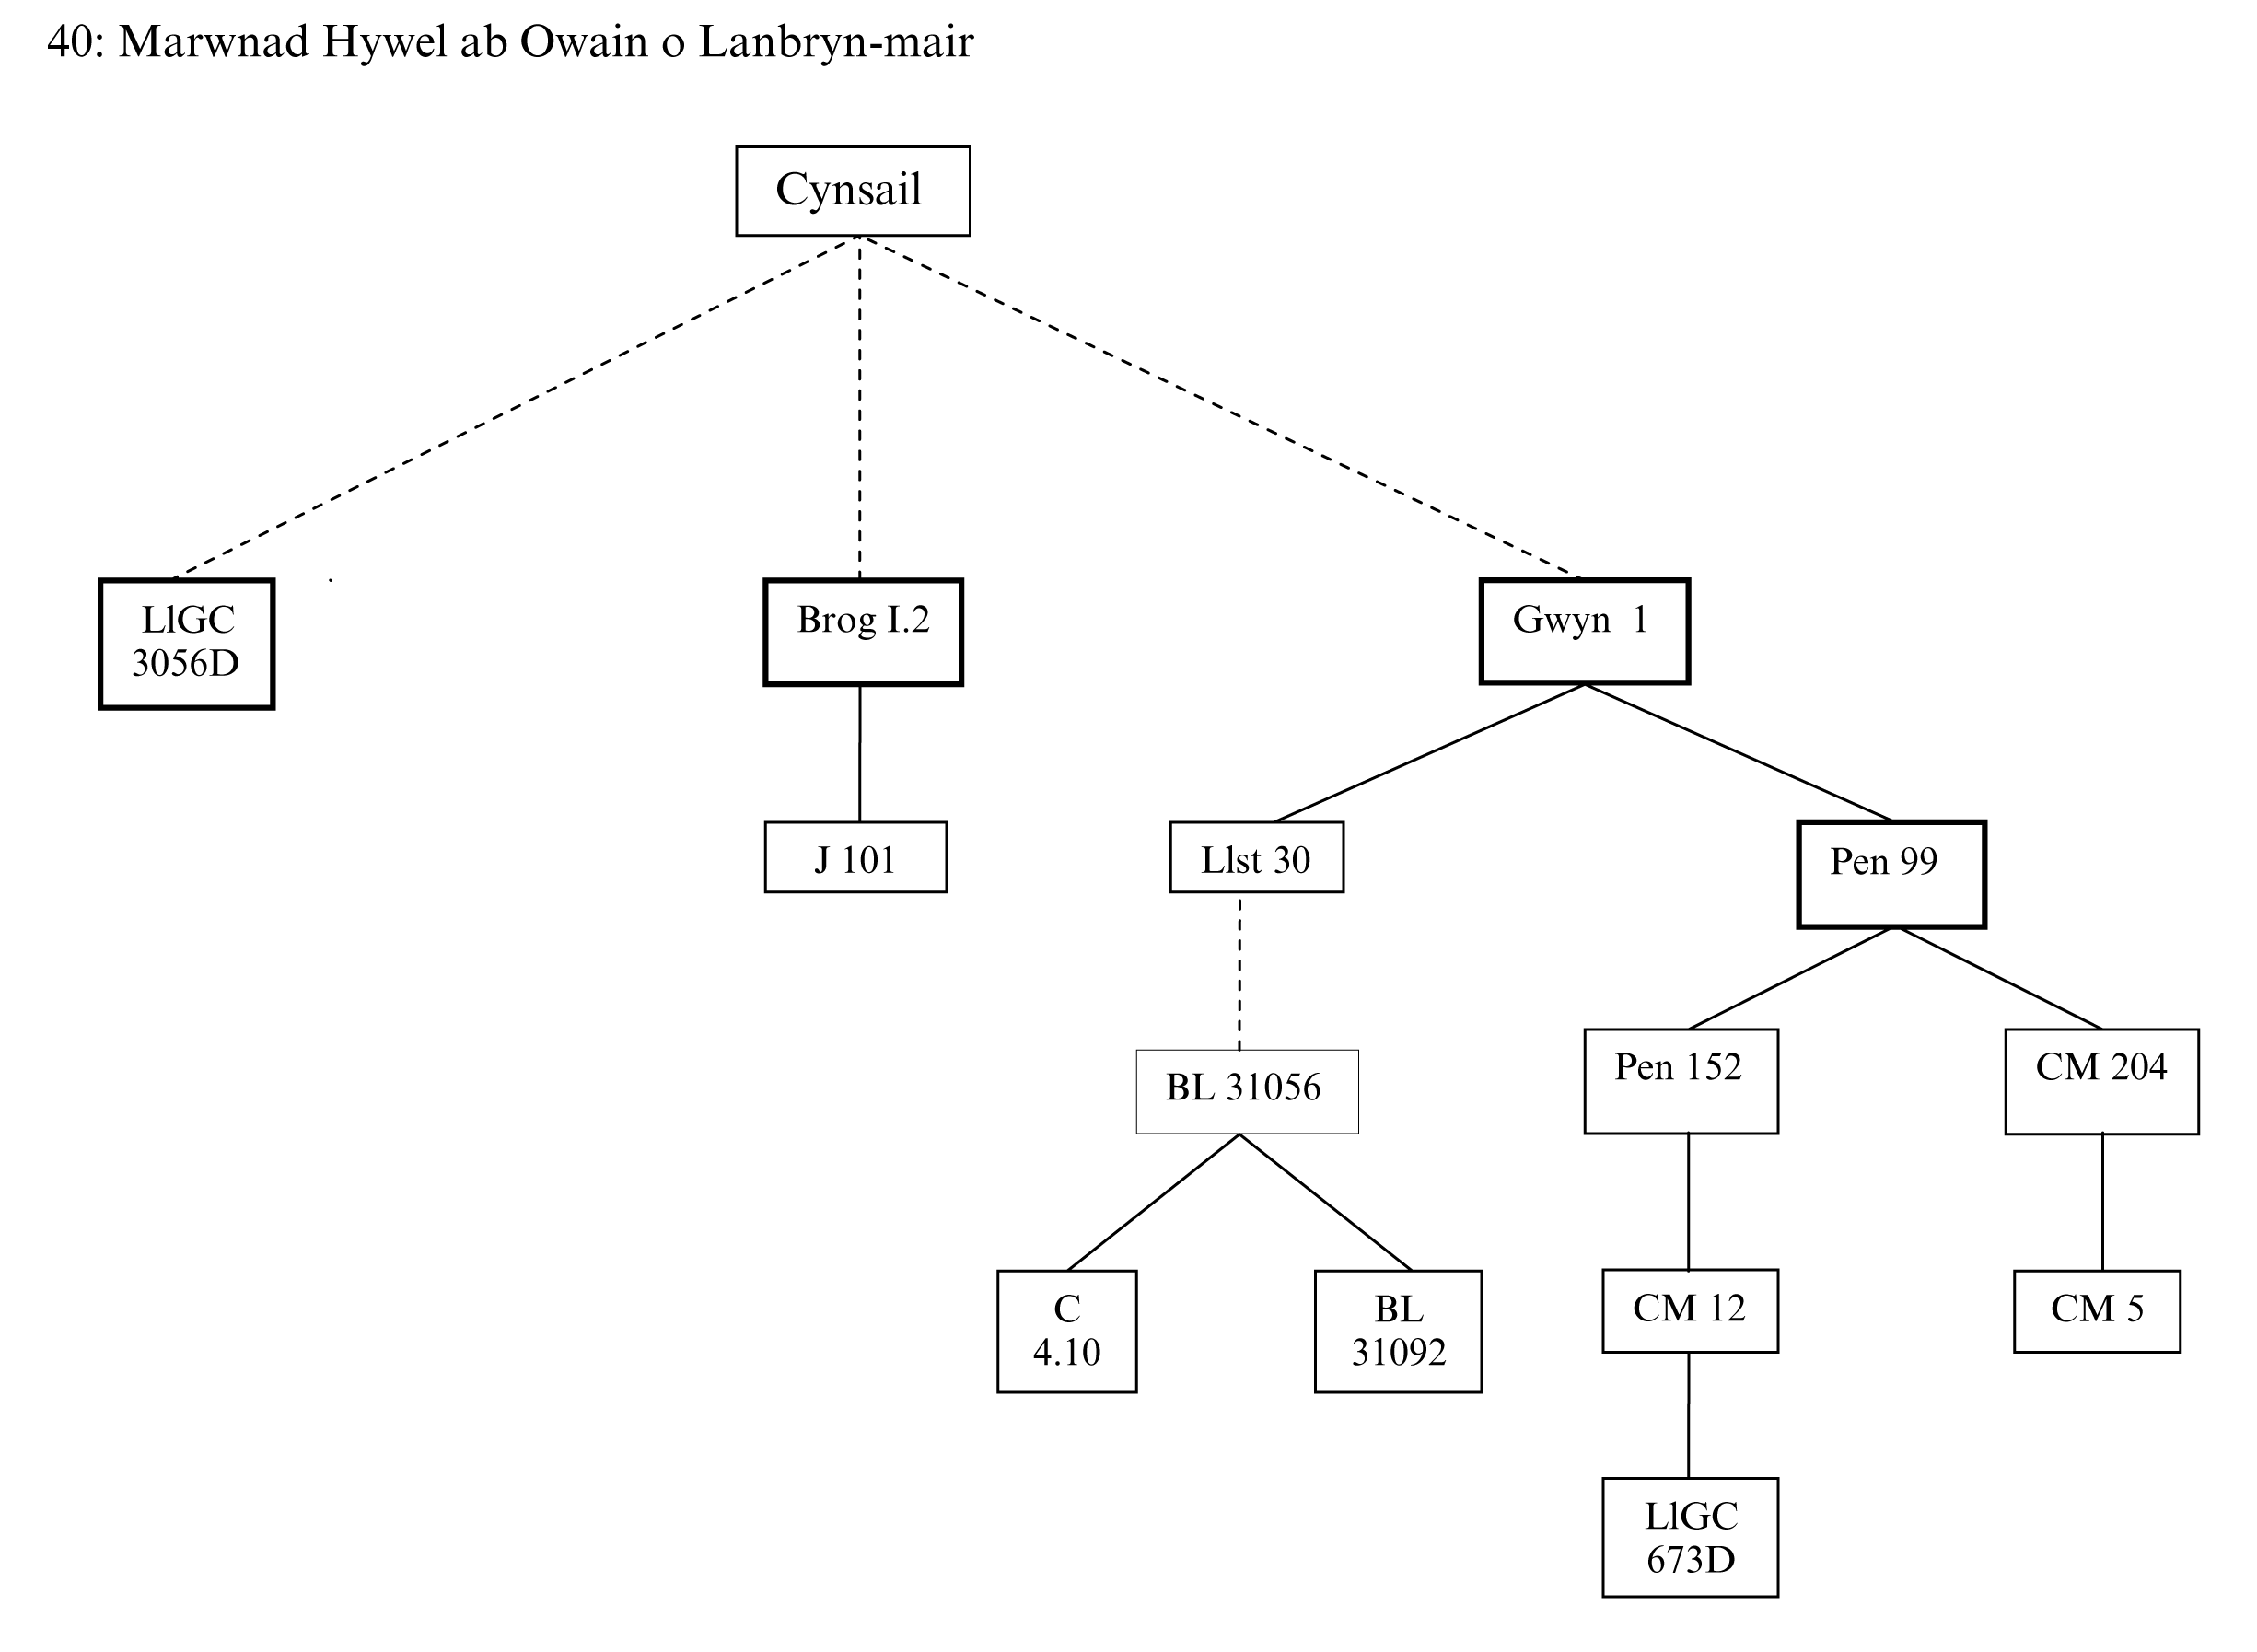 40: Marwnad Hywel ab Owain o Lanbryn-mair
Cynsail
LlGC
3056D
Brog I.2
Gwyn 1
J 101
Llst 30
Pen 99
BL 31056
Pen 152
CM 204
C
4.10
BL
31092
CM 12
CM 5
LlGC
673D